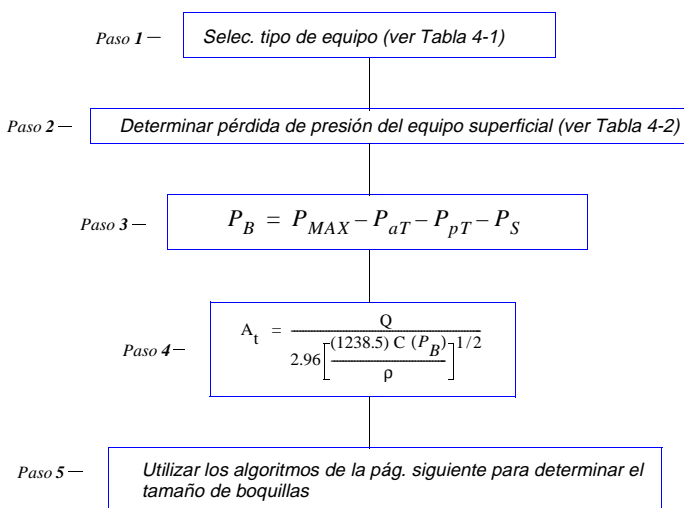 Paso 1 — Selec. tipo de equipo (ver Tabla 4-1)
Paso 2 — Determinar pérdida de presión del equipo superficial (ver Tabla 4-2)
Paso 3 — P_B = P_MAX – P_aT – P_pT – P_S
Paso 4 — A_t = Q / 2.96 [ (1238.5) C (P_B) / ρ ]^1/2
Paso 5 — Utilizar los algoritmos de la pág. siguiente para determinar el
tamaño de boquillas